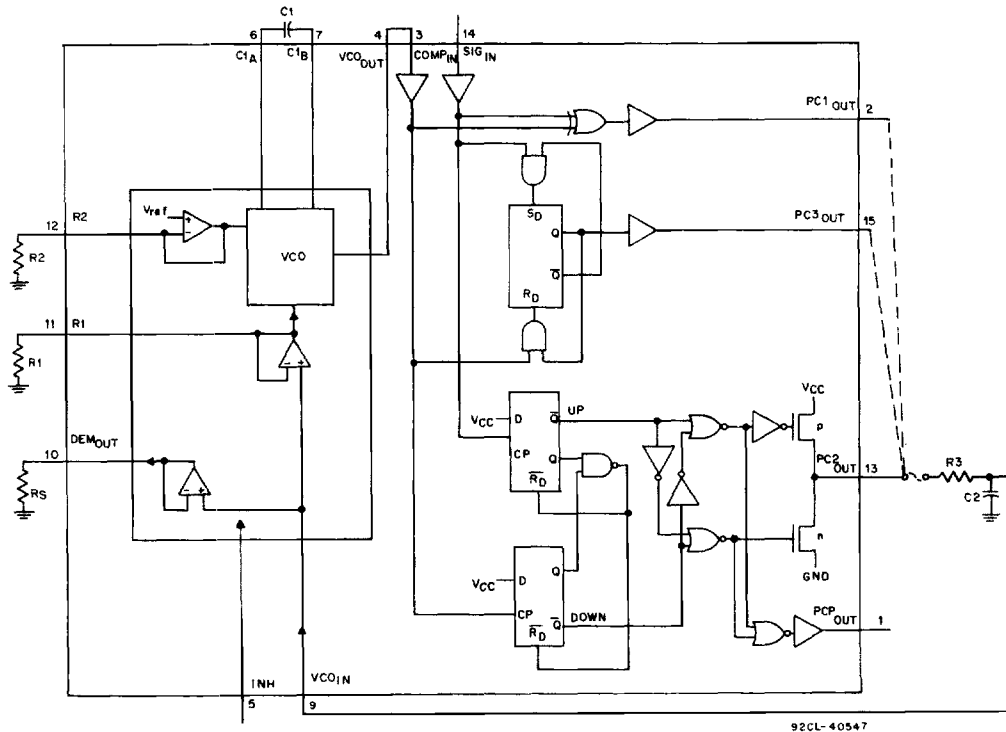 C1
6 7 4 3 14
C1A C1B VCOOUT COMPIN SIGIN
PC1OUT 2
Vref + −
12 R2
R2
VCO
SD
Q
Q
RD
PC3OUT 15
11 R1
R1
− +
VCC D Q UP
CP Q
RD
VCC
p
PC2OUT 13 R3
C2
n
GND
DEMOUT
10
RS
− +
VCC D Q
CP
RD Q DOWN
PCPOUT 1
INH VCOIN
5 9
92CL-40547